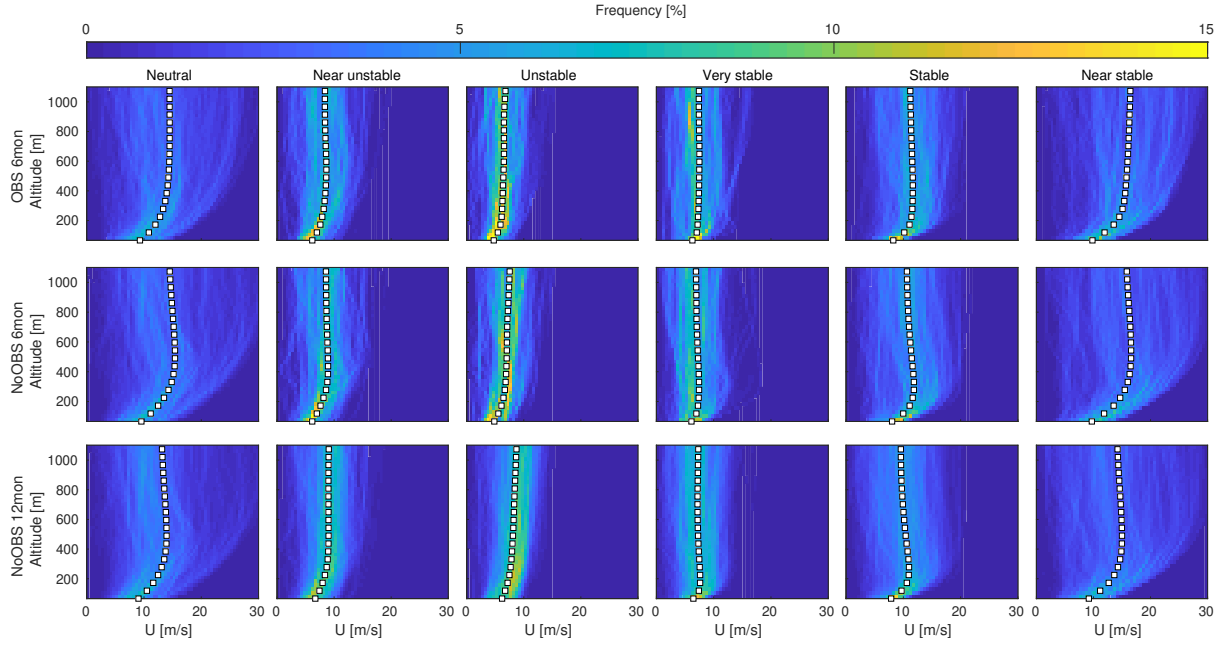 Frequency [%]
0 5 10 15
Neutral Near unstable Unstable Very stable Stable Near stable
OBS 6mon
Altitude [m]
1000
800
600
400
200
NoOBS 6mon
Altitude [m]
1000
800
600
400
200
NoOBS 12mon
Altitude [m]
1000
800
600
400
200
0 10 20 30 0 10 20 30 0 10 20 30 0 10 20 30 0 10 20 30 0 10 20 30
U [m/s] U [m/s] U [m/s] U [m/s] U [m/s] U [m/s]